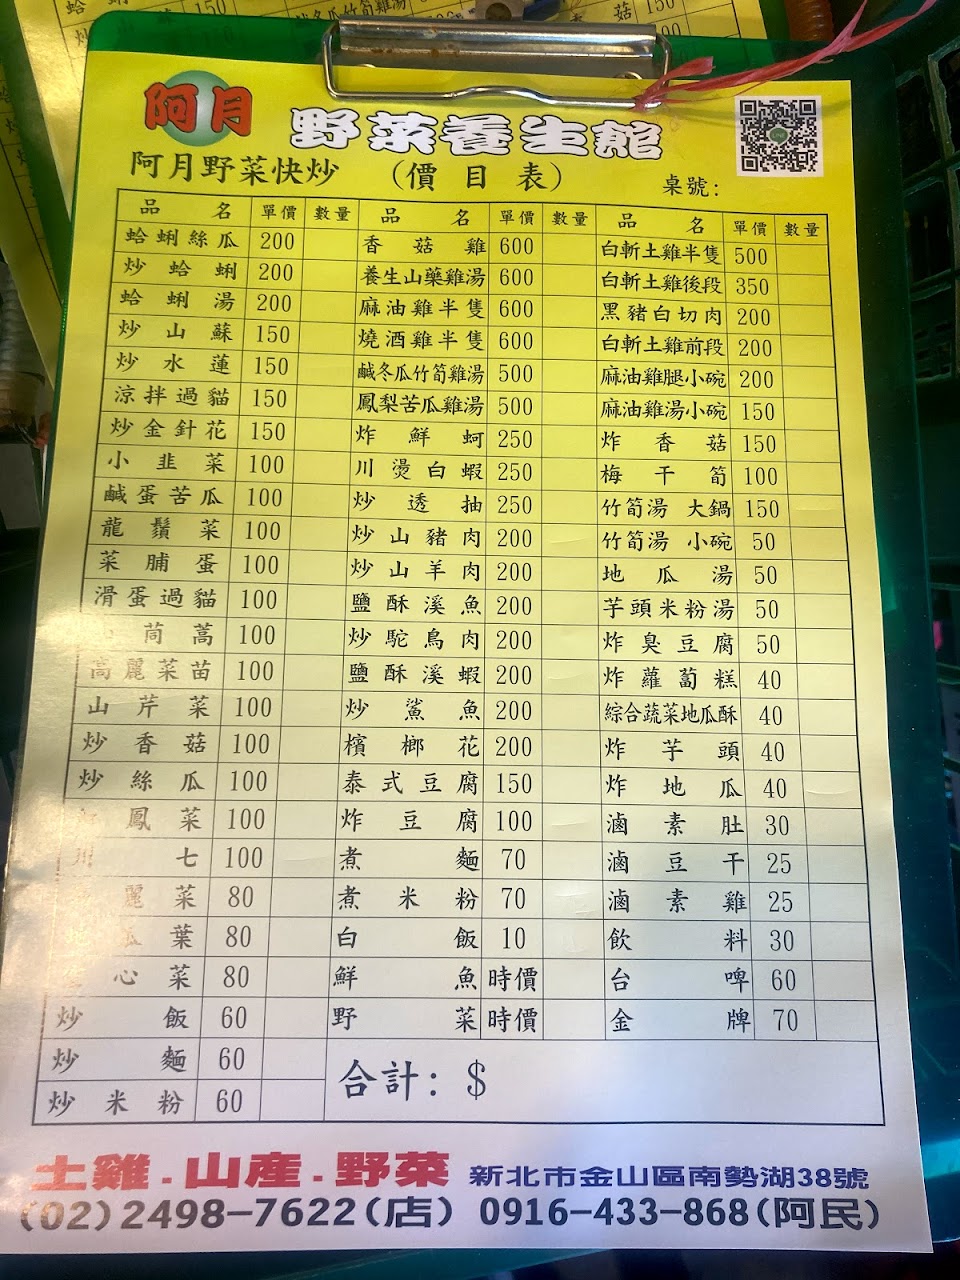 阿月
野菜養生館
阿月野菜快炒 (價目表) 桌號:
品名 單價 數量 品名 單價 數量 品名 單價 數量
蛤蜊絲瓜 200 香菇雞 600 白斬土雞半隻 500
炒蛤蜊 200 養生山藥雞湯 600 白斬土雞後段 350
蛤蜊湯 200 麻油雞半隻 600 黑豬白切肉 200
炒山蘇 150 燒酒雞半隻 600 白斬土雞前段 200
炒水蓮 150 鹹冬瓜竹筍雞湯 500 麻油雞腿小碗 200
涼拌過貓 150 鳳梨苦瓜雞湯 500 麻油雞湯小碗 150
炒金針花 150 炸鮮蚵 250 炸香菇 150
小韭菜 100 川燙白蝦 250 梅干筍 100
鹹蛋苦瓜 100 炒透抽 250 竹筍湯 大鍋 150
龍鬚菜 100 炒山豬肉 200 竹筍湯 小碗 50
菜脯蛋 100 炒山羊肉 200 地瓜湯 50
滑蛋過貓 100 鹽酥溪魚 200 芋頭米粉湯 50
茼蒿 100 炒駝鳥肉 200 炸臭豆腐 50
高麗菜苗 100 鹽酥溪蝦 200 炸蘿蔔糕 40
山芹菜 100 炒鯊魚 200 綜合蔬菜地瓜酥 40
炒香菇 100 檳榔花 200 炸芋頭 40
炒絲瓜 100 泰式豆腐 150 炸地瓜 40
鳳菜 100 炸豆腐 100 滷素肚 30
川七 100 煮麵 70 滷豆干 25
麗菜 80 煮米粉 70 滷素雞 25
瓜葉 80 白飯 10 飲料 30
心菜 80 鮮魚 時價 台啤 60
炒飯 60 野菜 時價 金牌 70
炒麵 60 合計: $
炒米粉 60
土雞.山產.野菜 新北市金山區南勢湖38號
(02)2498-7622(店) 0916-433-868(阿民)